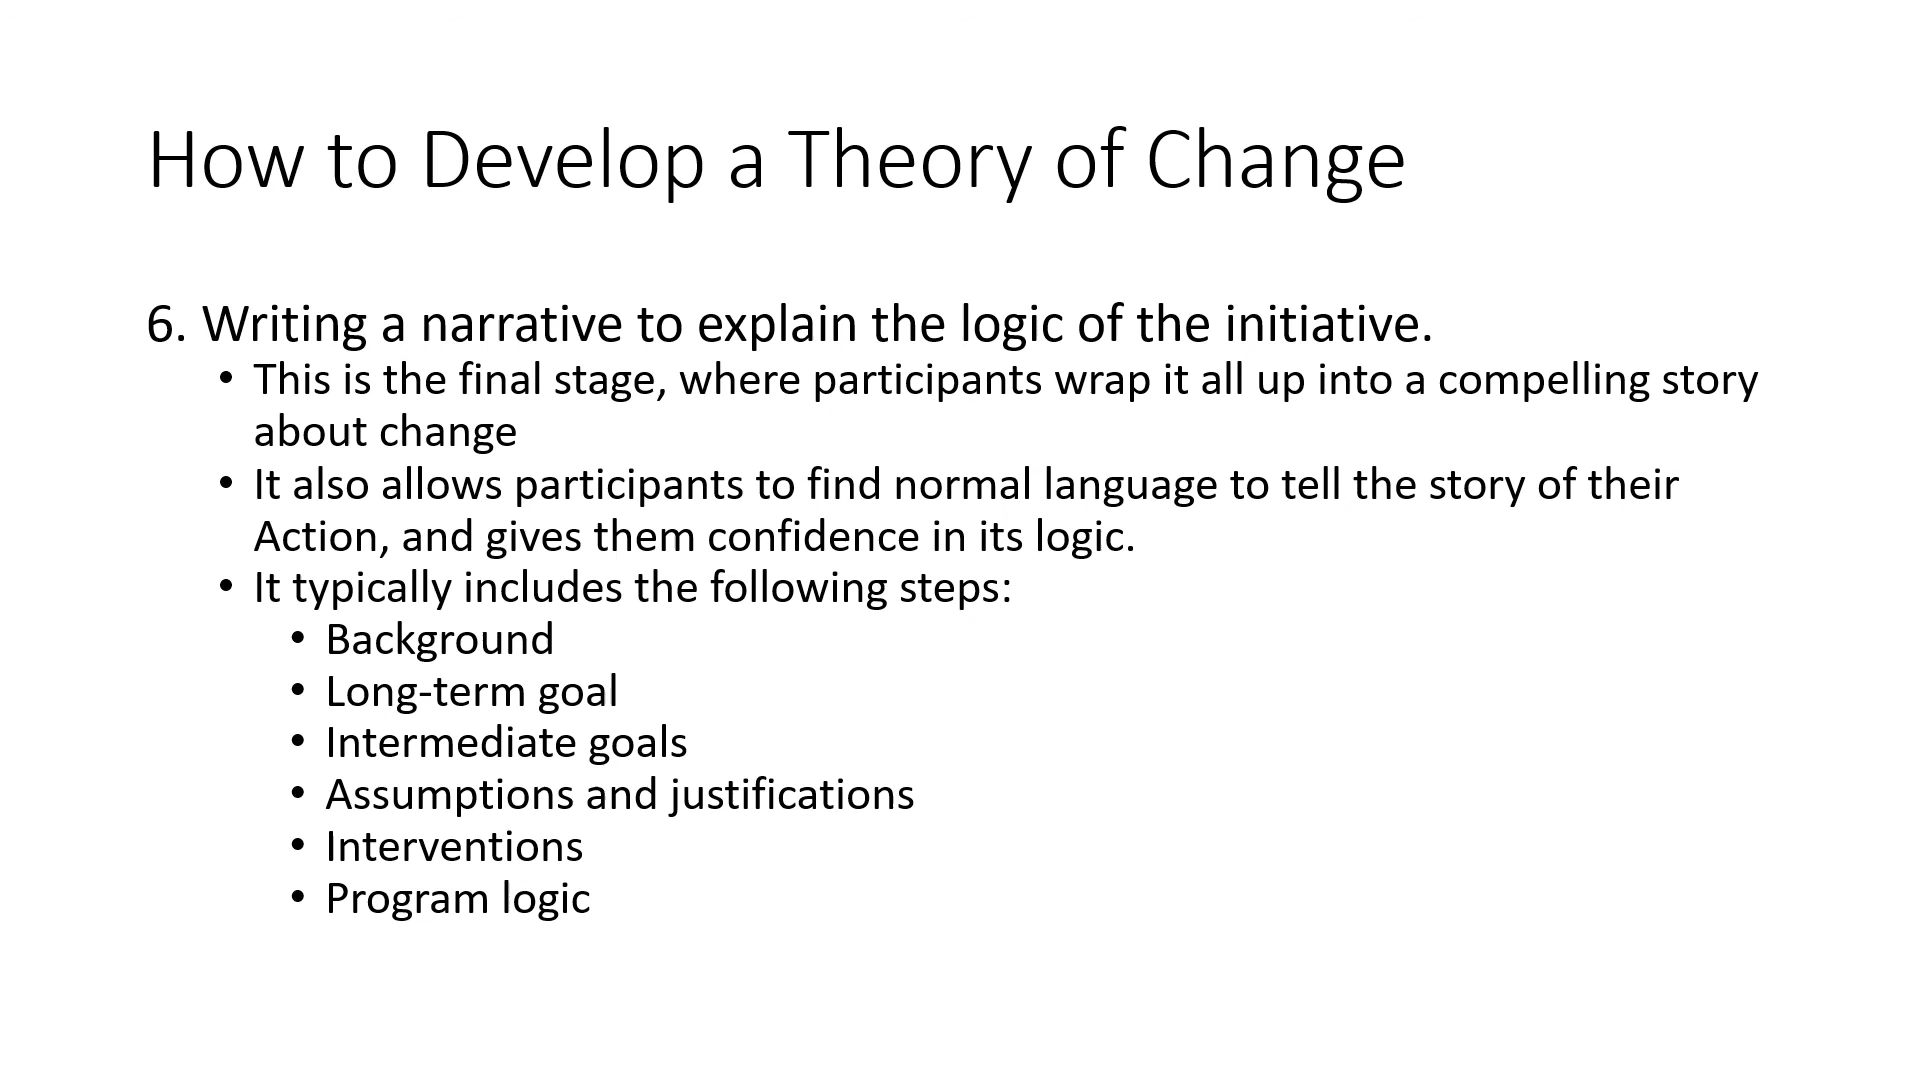 How to Develop a Theory of Change
6. Writing a narrative to explain the logic of the initiative.
• This is the final stage, where participants wrap it all up into a compelling story
about change
• It also allows participants to find normal language to tell the story of their
Action, and gives them confidence in its logic.
• It typically includes the following steps:
• Background
• Long-term goal
• Intermediate goals
• Assumptions and justifications
• Interventions
• Program logic